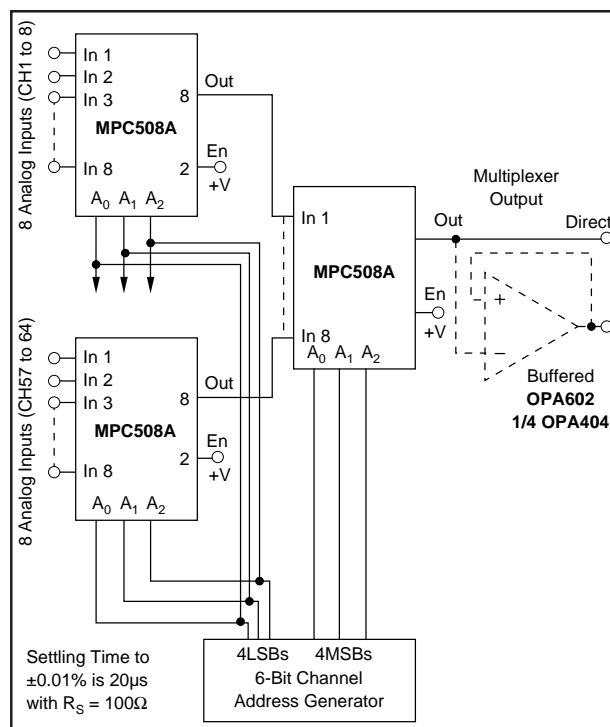 8 Analog Inputs (CH1 to 8)
In 1
In 2
In 3
In 8
MPC508A
8
2
A0 A1 A2
Out
En
+V
8 Analog Inputs (CH57 to 64)
In 1
In 2
In 3
In 8
MPC508A
8
2
A0 A1 A2
Out
En
+V
In 1
In 8
MPC508A
A0 A1 A2
Out
En
+V
Multiplexer
Output
Direct
+
–
Buffered
OPA602
1/4 OPA404
4LSBs 4MSBs
6-Bit Channel
Address Generator
Settling Time to
±0.01% is 20µs
with RS = 100Ω